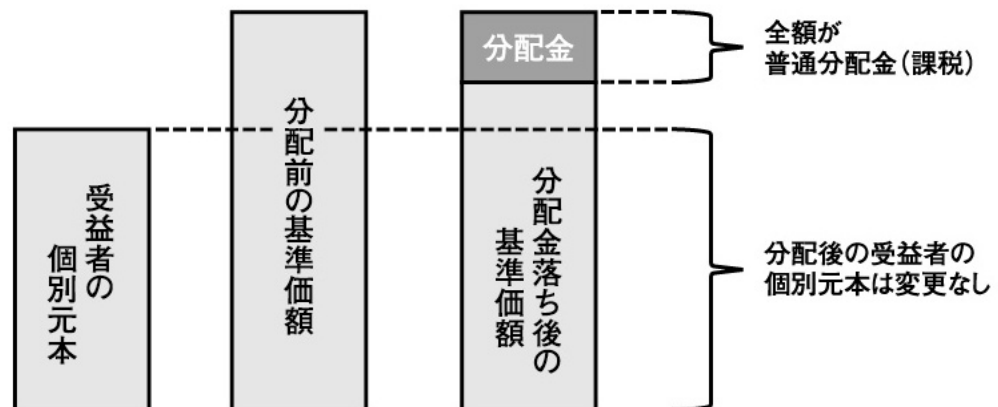 受益者の
個別元本
分配前の基準価額
分配金
分配金落ち後の
基準価額
全額が
普通分配金(課税)
分配後の受益者の
個別元本は変更なし